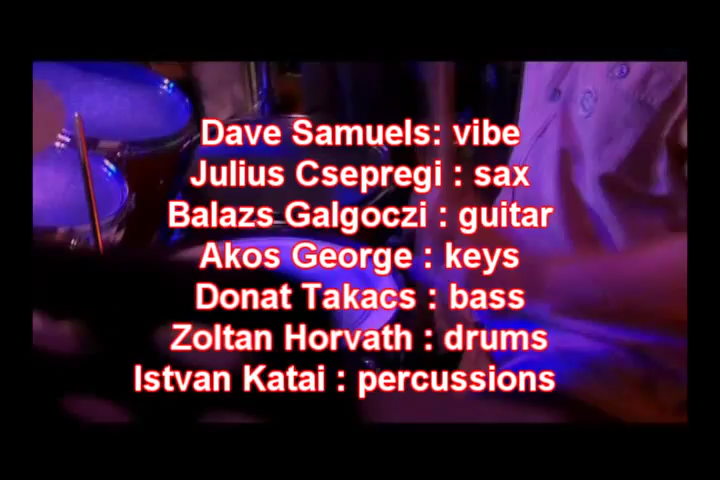 Dave Samuels: vibe
Julius Csepregi : sax
Balazs Galgoczi : guitar
Akos George : keys
Donat Takacs : bass
Zoltan Horvath : drums
Istvan Katai : percussions